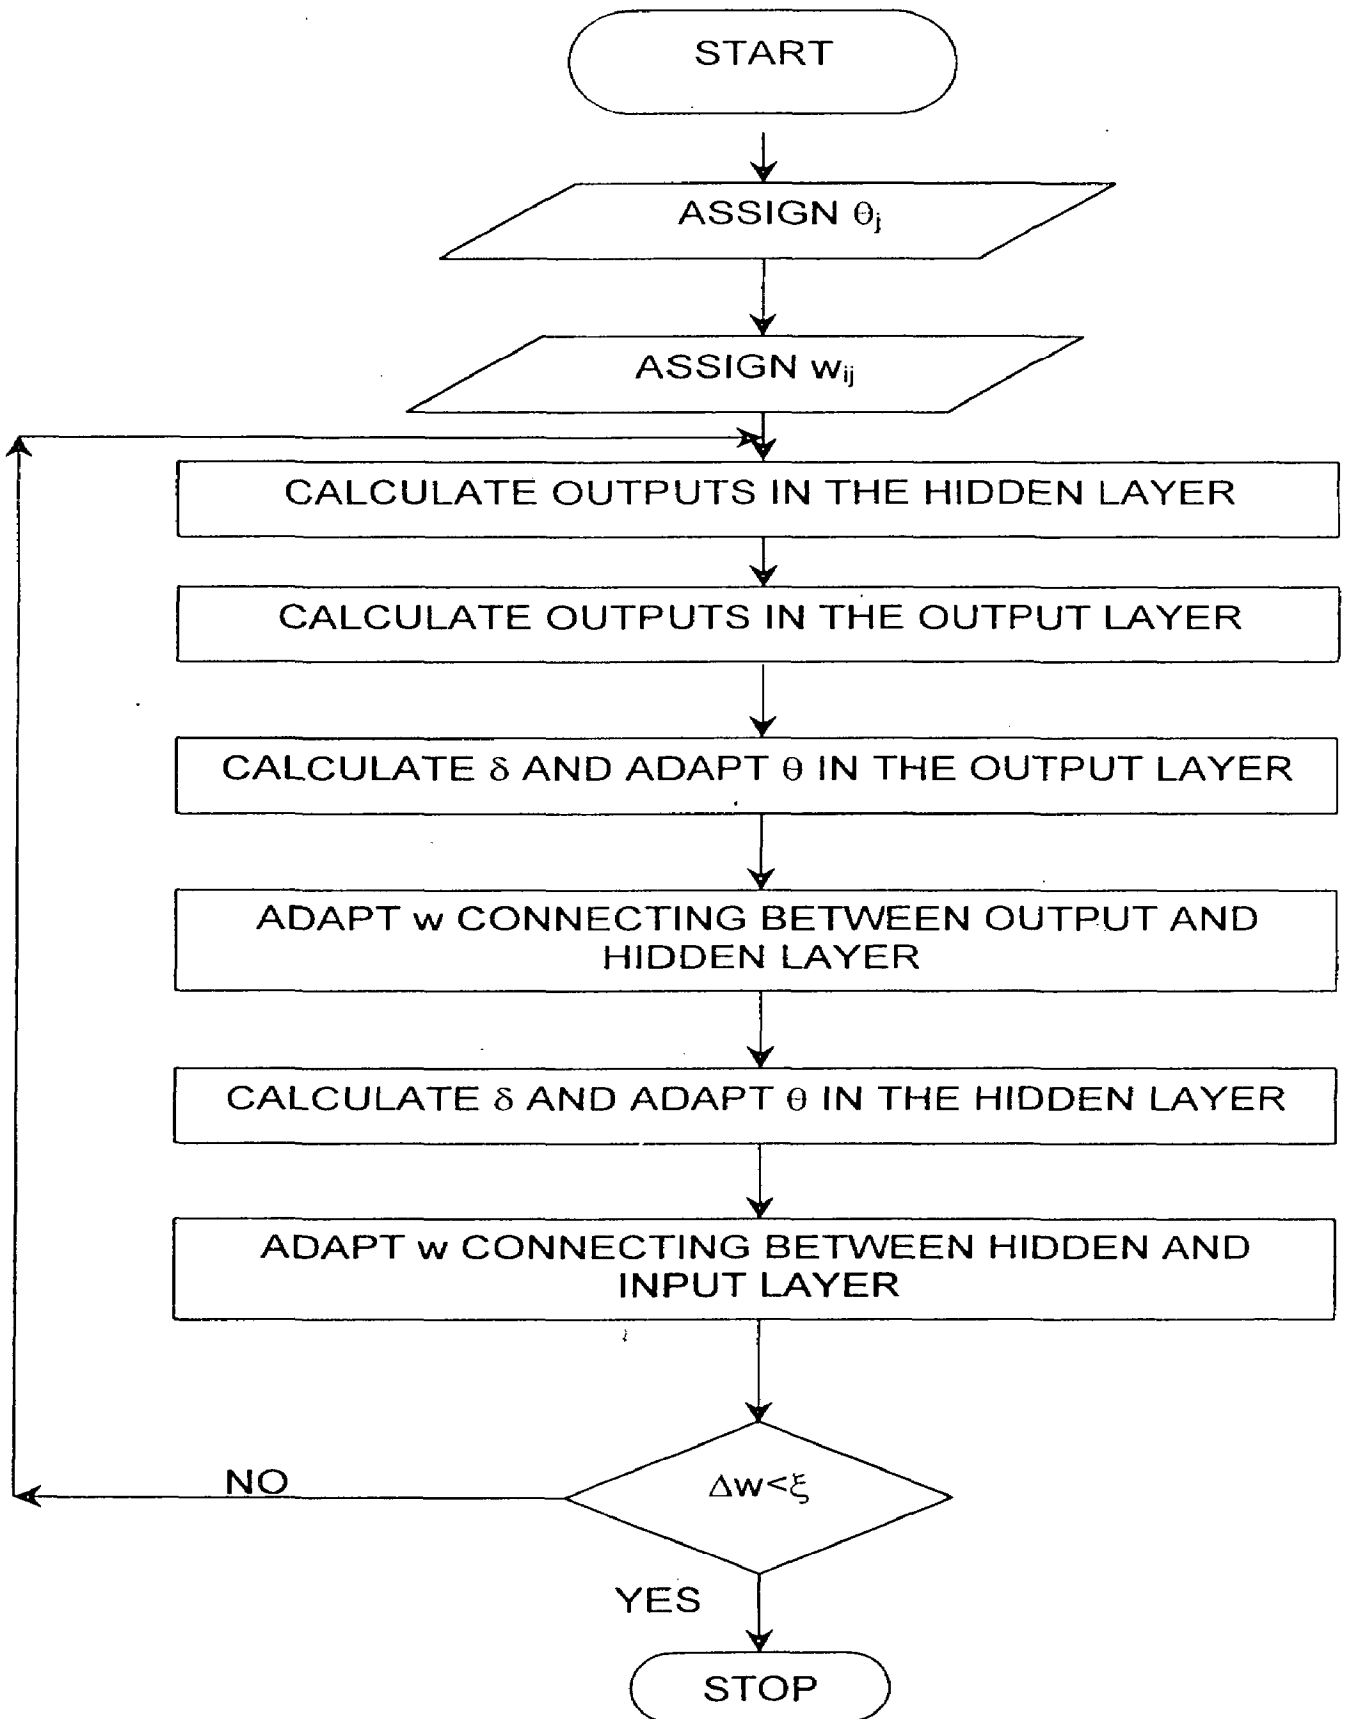 START
ASSIGN θj
ASSIGN wij
CALCULATE OUTPUTS IN THE HIDDEN LAYER
CALCULATE OUTPUTS IN THE OUTPUT LAYER
CALCULATE δ AND ADAPT θ IN THE OUTPUT LAYER
ADAPT w CONNECTING BETWEEN OUTPUT AND
HIDDEN LAYER
CALCULATE δ AND ADAPT θ IN THE HIDDEN LAYER
ADAPT w CONNECTING BETWEEN HIDDEN AND
INPUT LAYER
Δw<ξ
NO
YES
STOP